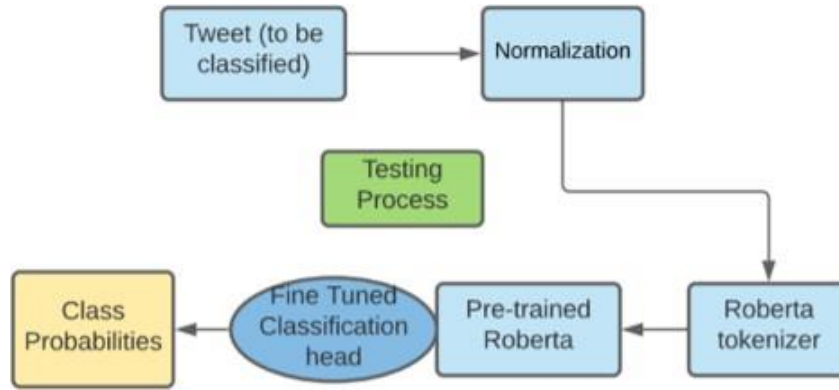 Tweet (to be
classified)
Normalization
Testing
Process
Class
Probabilities
Fine Tuned
Classification
head
Pre-trained
Roberta
Roberta
tokenizer